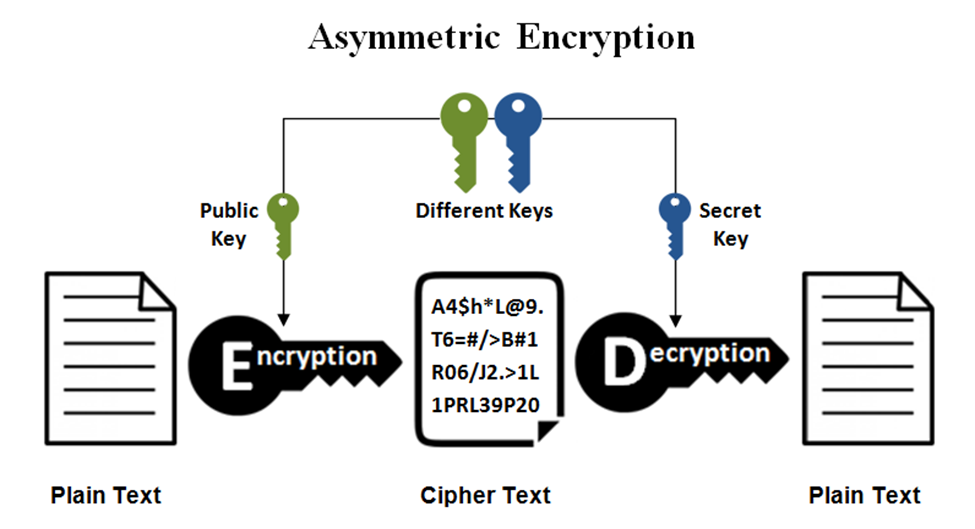 Asymmetric Encryption
Public
Key
Different Keys
Secret
Key
Encryption
A4$h*L@9.
T6=#/>B#1
R06/J2.>1L
1PRL39P20
Decryption
Plain Text
Cipher Text
Plain Text